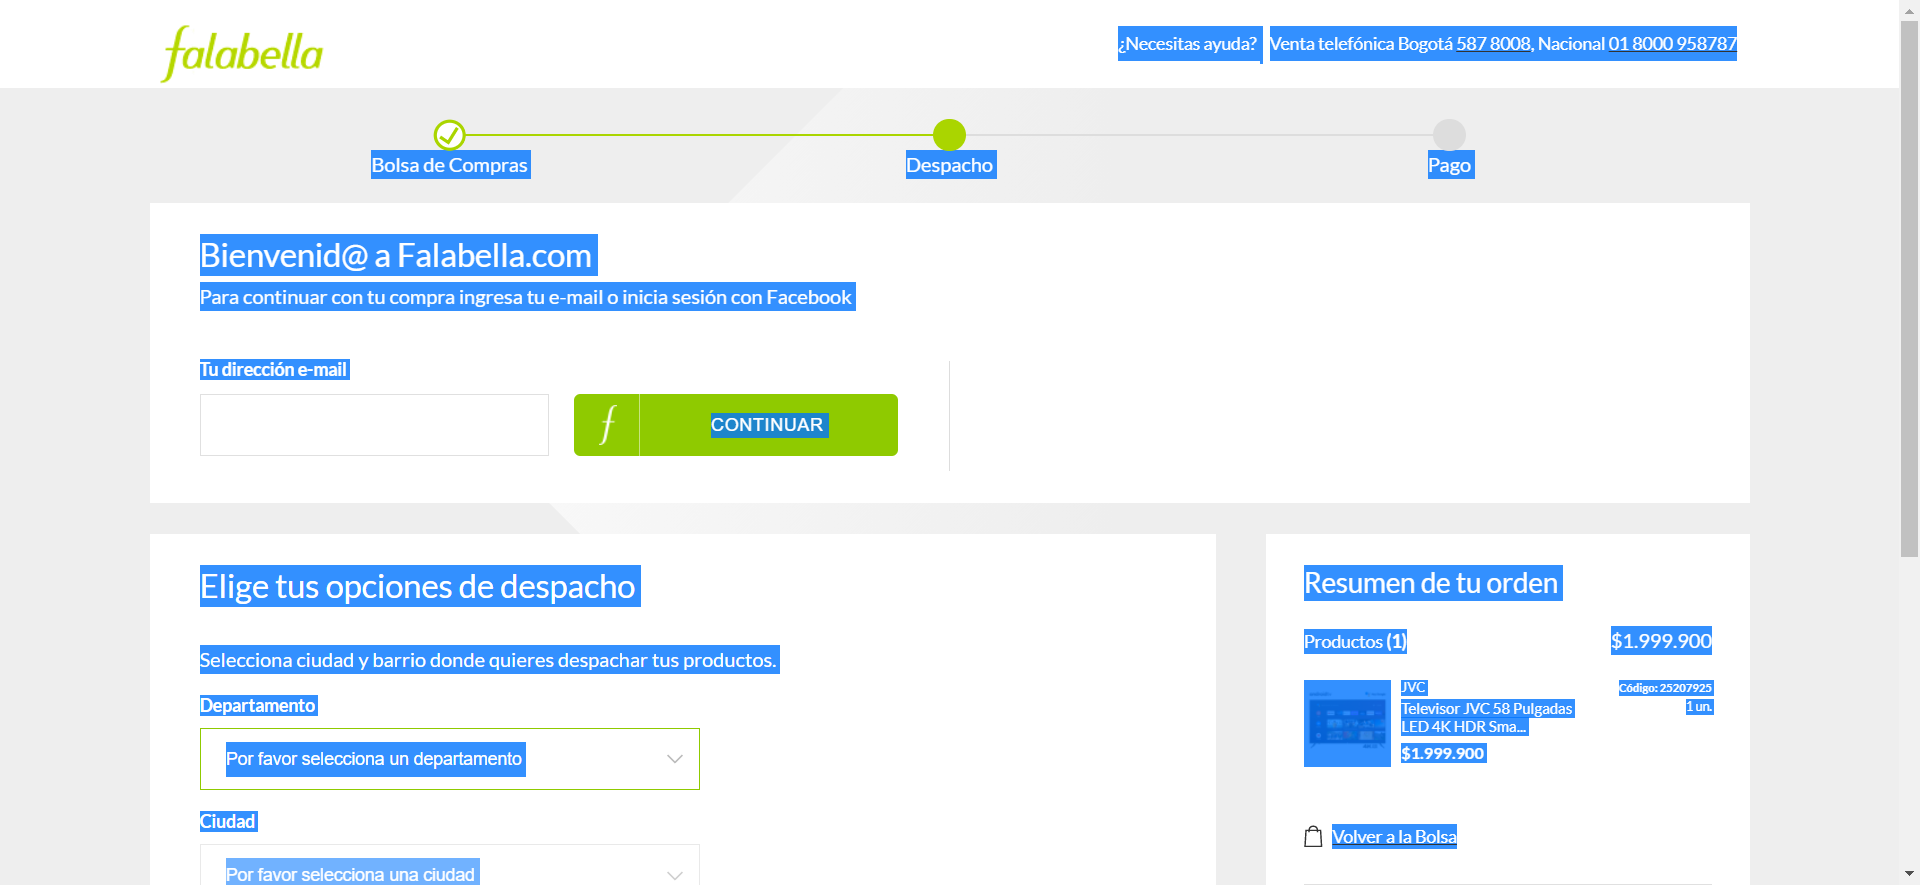 falabella
¿Necesitas ayuda? Venta telefónica Bogotá 587 8008, Nacional 01 8000 958787
Bolsa de Compras
Despacho
Pago
Bienvenid@ a Falabella.com
Para continuar con tu compra ingresa tu e-mail o inicia sesión con Facebook
Tu dirección e-mail
f CONTINUAR
Elige tus opciones de despacho
Selecciona ciudad y barrio donde quieres despachar tus productos.
Departamento
Por favor selecciona un departamento
Ciudad
Por favor selecciona una ciudad
Resumen de tu orden
Productos (1) $1.999.900
JVC
Código: 25207925
Televisor JVC 58 Pulgadas
1 un.
LED 4K HDR Sma...
$1.999.900
Volver a la Bolsa